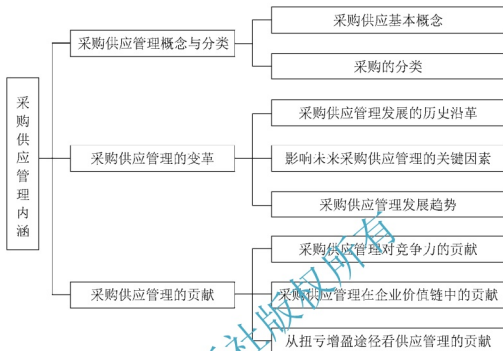 采购供应管理内涵
采购供应管理概念与分类
采购供应基本概念
采购的分类
采购供应管理的变革
采购供应管理发展的历史沿革
影响未来采购供应管理的关键因素
采购供应管理发展趋势
采购供应管理的贡献
采购供应管理对竞争力的贡献
采购供应管理在企业价值链中的贡献
从扭亏增盈途径看供应管理的贡献
社版权所有